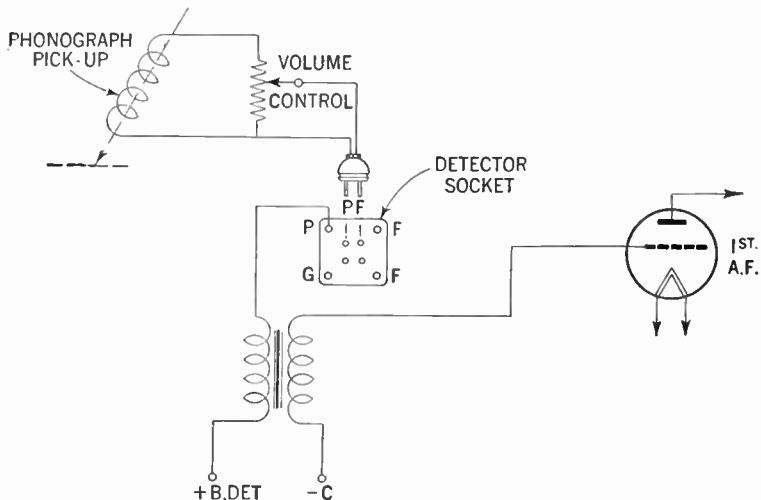 PHONOGRAPH
PICK-UP
VOLUME
CONTROL
DETECTOR
SOCKET
P F
P F
G F
1ST.
A.F.
+B.DET -C